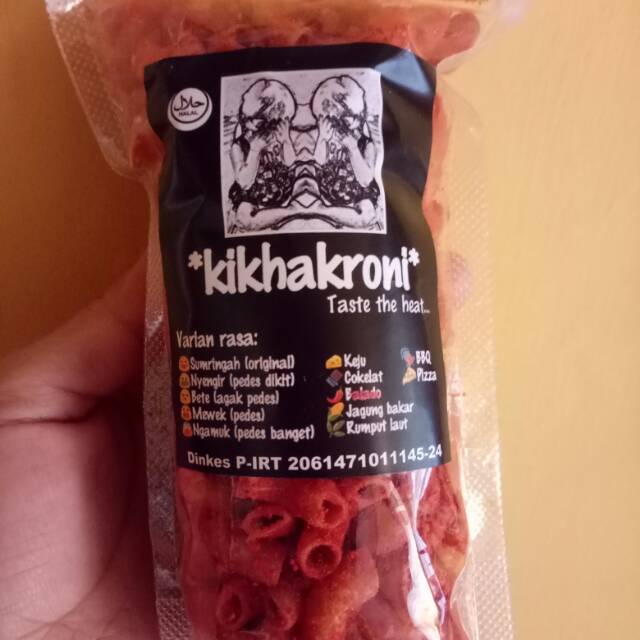 حلال
HALAL
*kikhakroni*
Taste the heat...
Varian rasa:
Sumringah (original)
Nyengir (pedes dikit)
Bete (agak pedes)
Mewek (pedes)
Ngamuk (pedes banget)
Keju
Cokelat
Balado
Jagung bakar
Rumput laut
BBQ
Pizza
Dinkes P-IRT 2061471011145-24